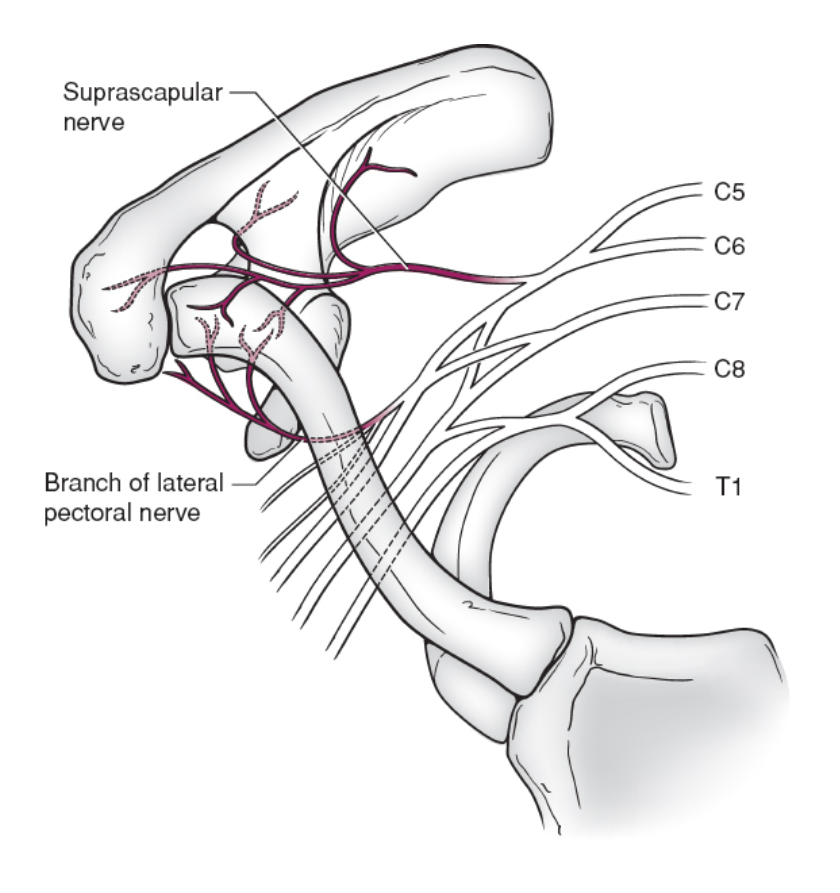 Suprascapular
nerve
C5
C6
C7
C8
Branch of lateral
pectoral nerve
T1